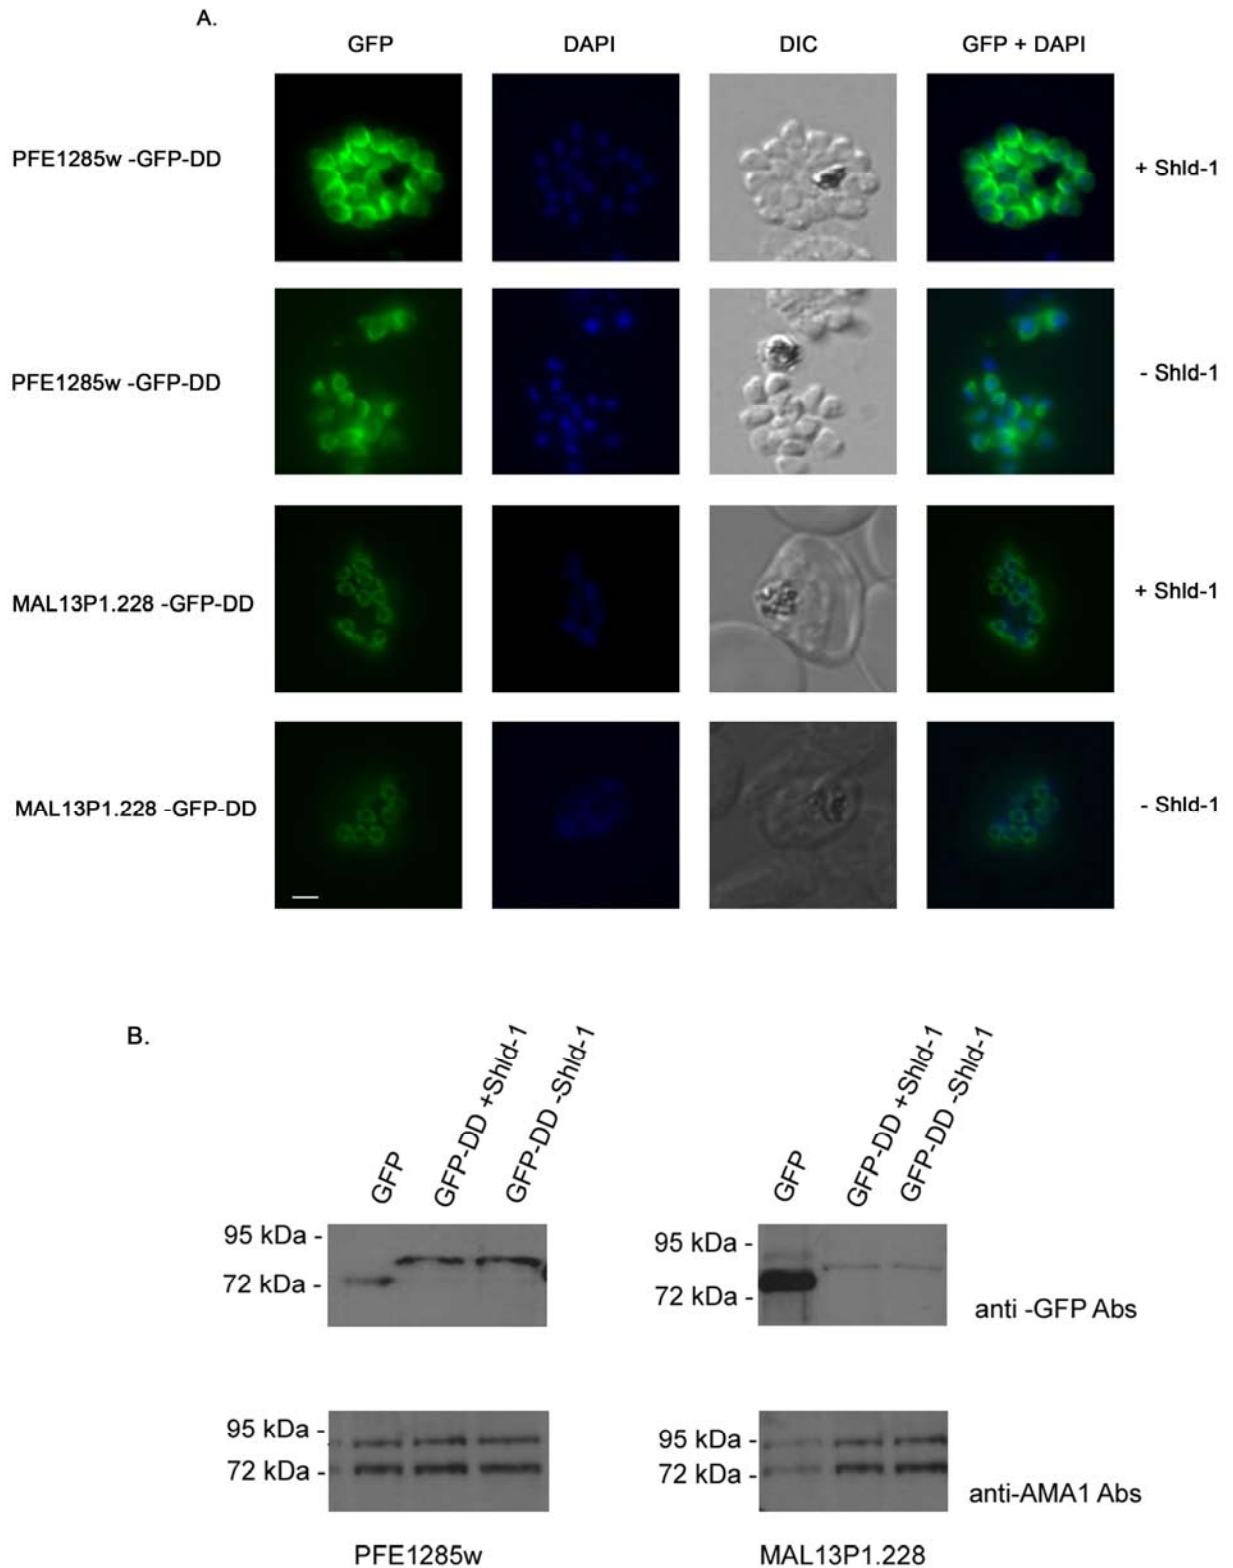 A.
GFP DAPI DIC GFP + DAPI
PFE1285w -GFP-DD + Shld-1
PFE1285w -GFP-DD - Shld-1
MAL13P1.228 -GFP-DD + Shld-1
MAL13P1.228 -GFP-DD - Shld-1
B.
GFP GFP-DD +Shld-1 GFP-DD -Shld-1 GFP GFP-DD +Shld-1 GFP-DD -Shld-1
95 kDa - 95 kDa -
72 kDa - 72 kDa -
anti -GFP Abs
95 kDa - 95 kDa -
72 kDa - 72 kDa -
anti-AMA1 Abs
PFE1285w MAL13P1.228